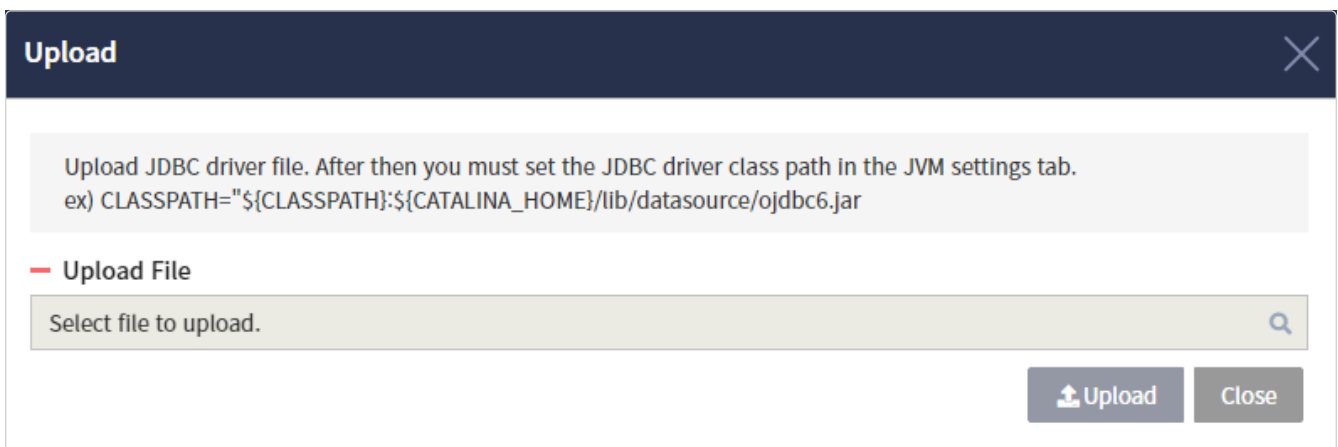 Upload
Upload JDBC driver file. After then you must set the JDBC driver class path in the JVM settings tab.
ex) CLASSPATH="${CLASSPATH}:${CATALINA_HOME}/lib/datasource/ojdbc6.jar
Upload File
Select file to upload.
Upload Close